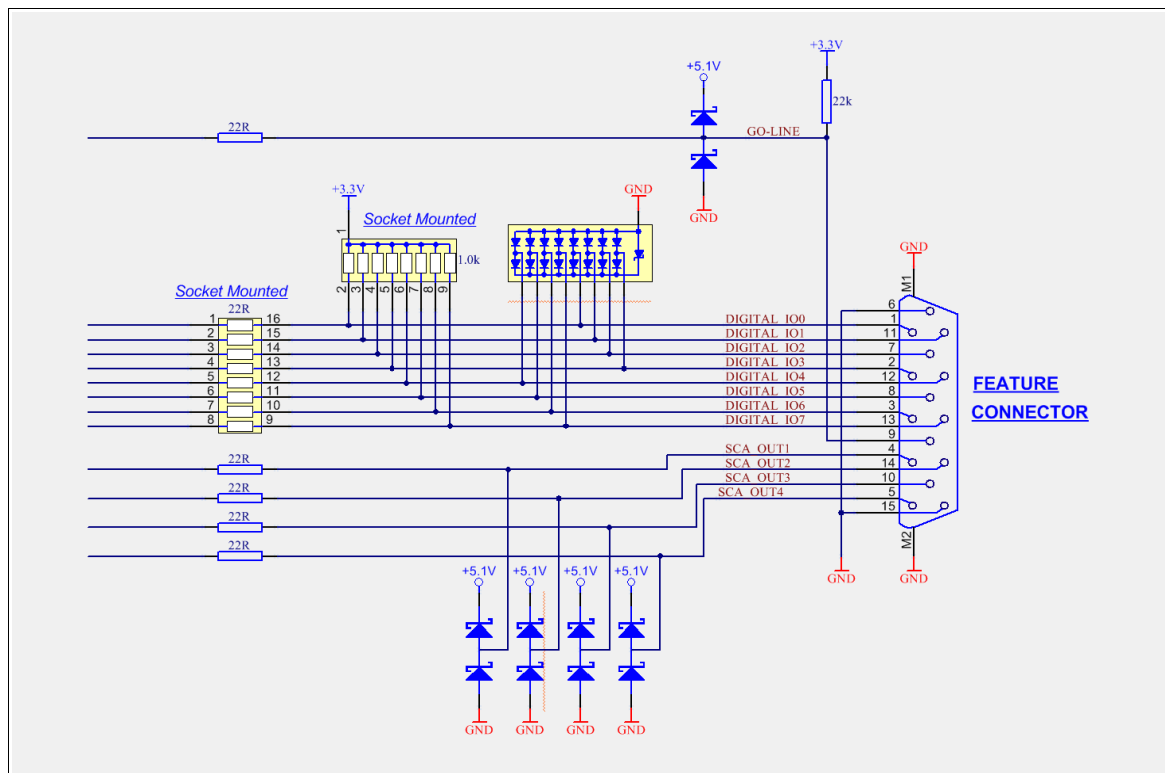 +3.3V
+5.1V
22k
22R
GO-LINE
GND
+3.3V
GND
Socket Mounted
1
1.0k
GND
2 3 4 5 6 7 8 9
M1
Socket Mounted
22R
1 16 DIGITAL IO0
2 15 DIGITAL IO1
3 14 DIGITAL IO2
4 13 DIGITAL IO3
5 12 DIGITAL IO4
6 11 DIGITAL IO5
7 10 DIGITAL IO6
8 9 DIGITAL IO7
6
1
11
7
2
12
8
3
13
9
4
14
10
5
15
FEATURE
CONNECTOR
SCA OUT1
22R
SCA OUT2
22R
SCA OUT3
SCA OUT4
22R
22R
M2
GND GND
+5.1V +5.1V +5.1V +5.1V
GND GND GND GND